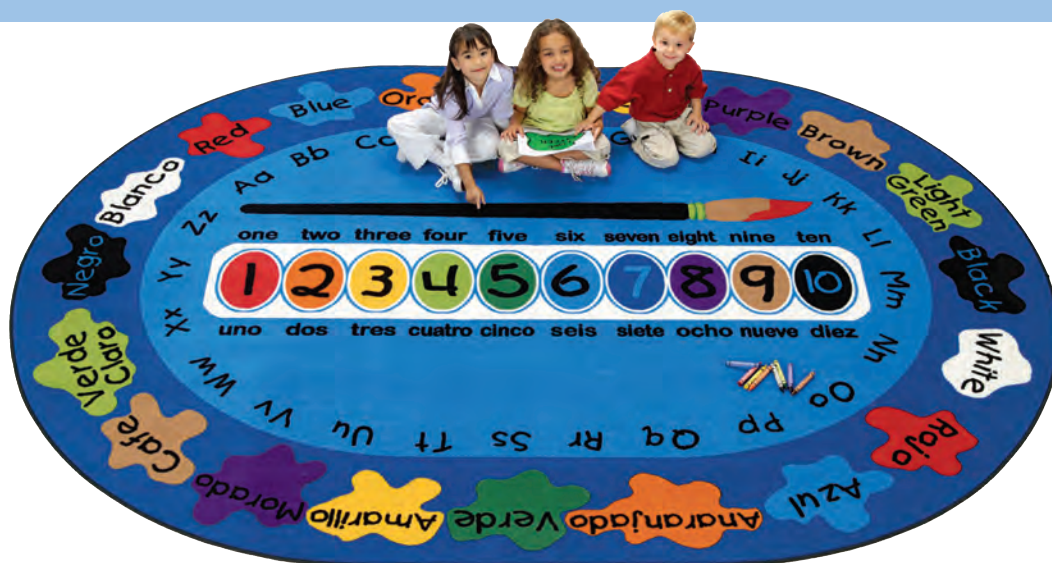 Red
Blue
Ora
Purple
Brown
Light
Green
Black
White
Rojo
Azul
Anaranjado
Verde
Amarillo
Morado
Cafe
Verde
Claro
Negro
Blanco
Aa Bb Cc G Ii Jj Kk Ll Mm Nn Oo Pp Qq Rr Ss Tt Uu Vv Ww Xx Yy Zz
one two three four five six seven eight nine ten
1 2 3 4 5 6 7 8 9 10
uno dos tres cuatro cinco seis siete ocho nueve diez